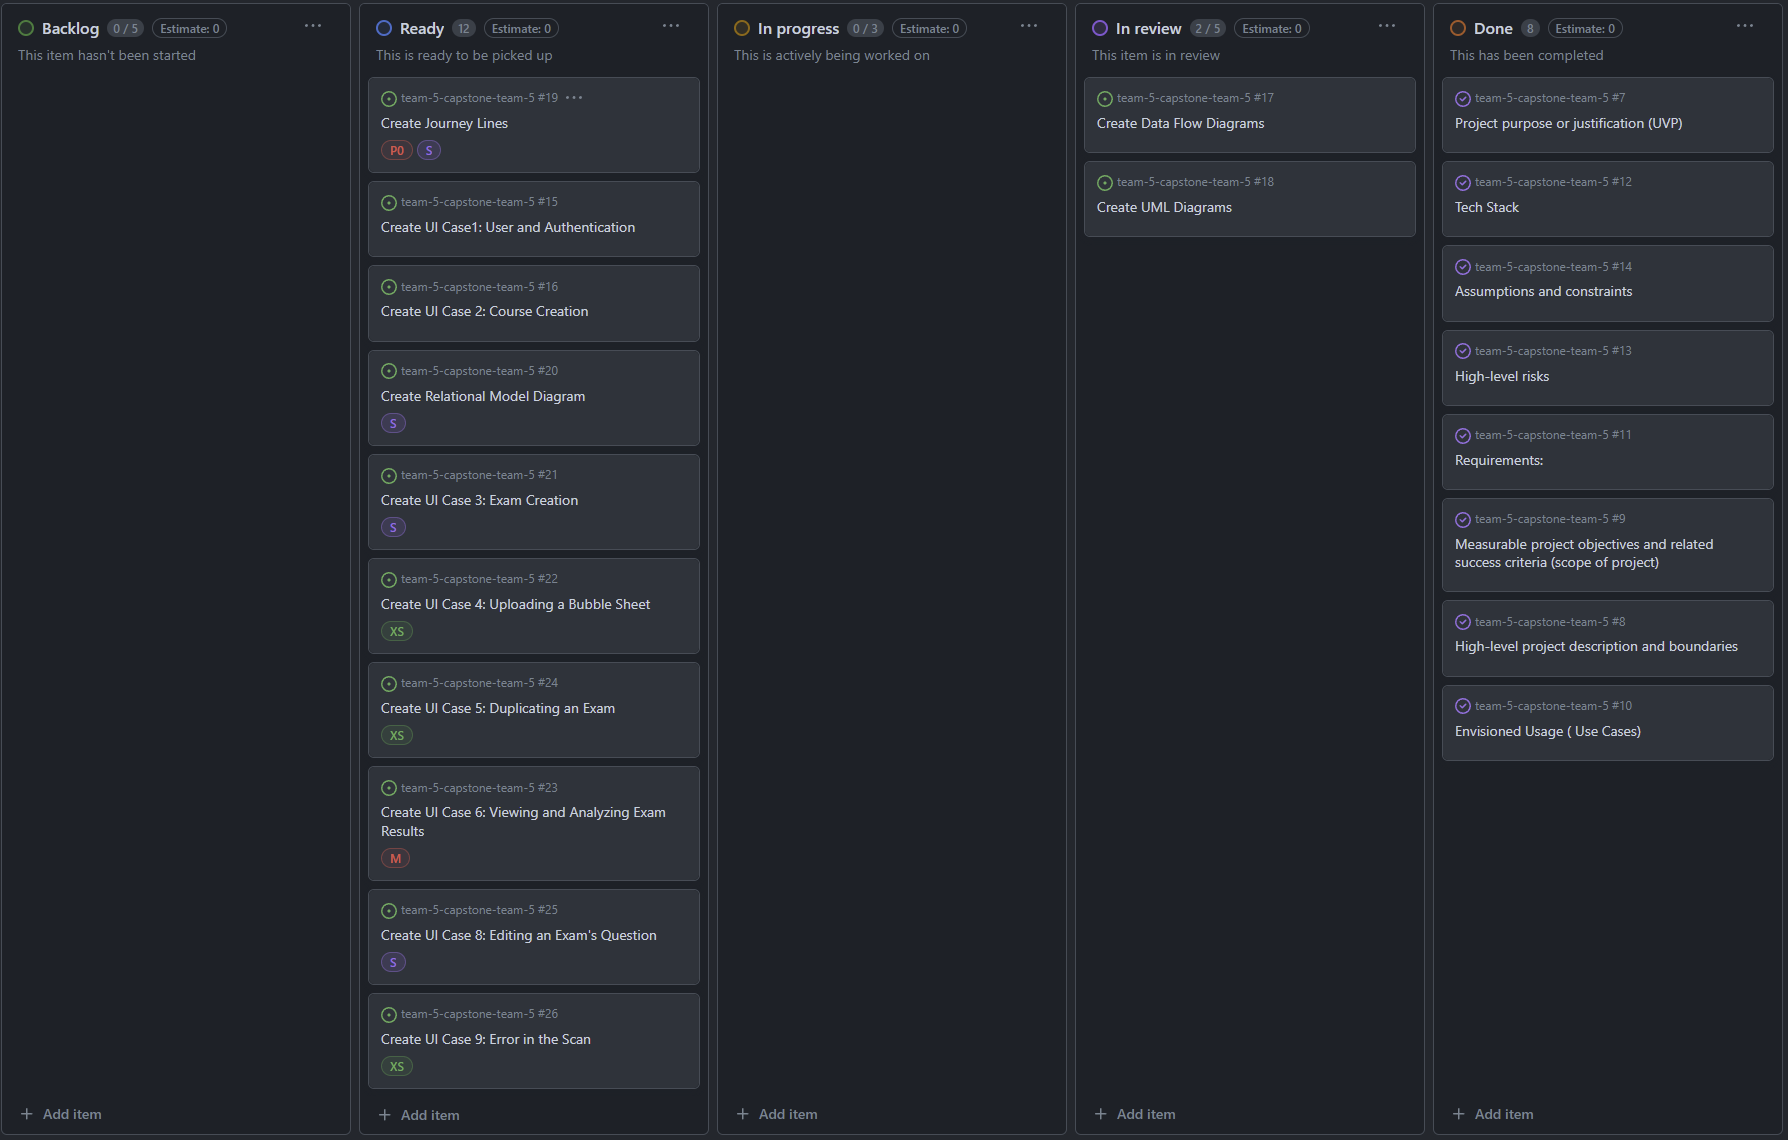 Backlog 0 / 5 Estimate: 0
This item hasn't been started
Add item
Ready 12 Estimate: 0
This is ready to be picked up
team-5-capstone-team-5 #19
Create Journey Lines
P0 S
team-5-capstone-team-5 #15
Create UI Case1: User and Authentication
team-5-capstone-team-5 #16
Create UI Case 2: Course Creation
team-5-capstone-team-5 #20
Create Relational Model Diagram
S
team-5-capstone-team-5 #21
Create UI Case 3: Exam Creation
S
team-5-capstone-team-5 #22
Create UI Case 4: Uploading a Bubble Sheet
XS
team-5-capstone-team-5 #24
Create UI Case 5: Duplicating an Exam
XS
team-5-capstone-team-5 #23
Create UI Case 6: Viewing and Analyzing Exam
Results
M
team-5-capstone-team-5 #25
Create UI Case 8: Editing an Exam's Question
S
team-5-capstone-team-5 #26
Create UI Case 9: Error in the Scan
XS
Add item
In progress 0 / 3 Estimate: 0
This is actively being worked on
Add item
In review 2 / 5 Estimate: 0
This item is in review
team-5-capstone-team-5 #17
Create Data Flow Diagrams
team-5-capstone-team-5 #18
Create UML Diagrams
Add item
Done 8 Estimate: 0
This has been completed
team-5-capstone-team-5 #7
Project purpose or justification (UVP)
team-5-capstone-team-5 #12
Tech Stack
team-5-capstone-team-5 #14
Assumptions and constraints
team-5-capstone-team-5 #13
High-level risks
team-5-capstone-team-5 #11
Requirements:
team-5-capstone-team-5 #9
Measurable project objectives and related
success criteria (scope of project)
team-5-capstone-team-5 #8
High-level project description and boundaries
team-5-capstone-team-5 #10
Envisioned Usage ( Use Cases)
Add item